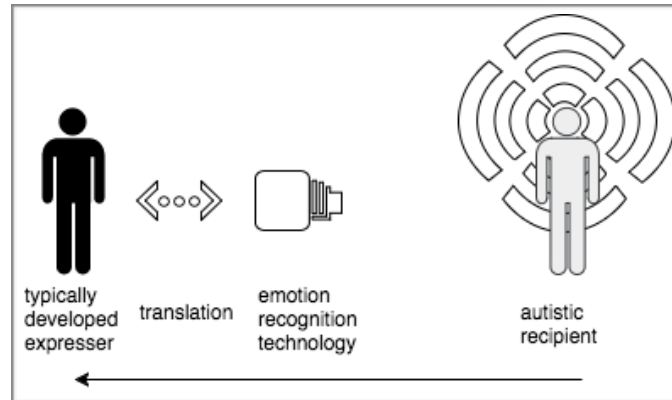 typically
developed
expresser
translation
emotion
recognition
technology
autistic
recipient